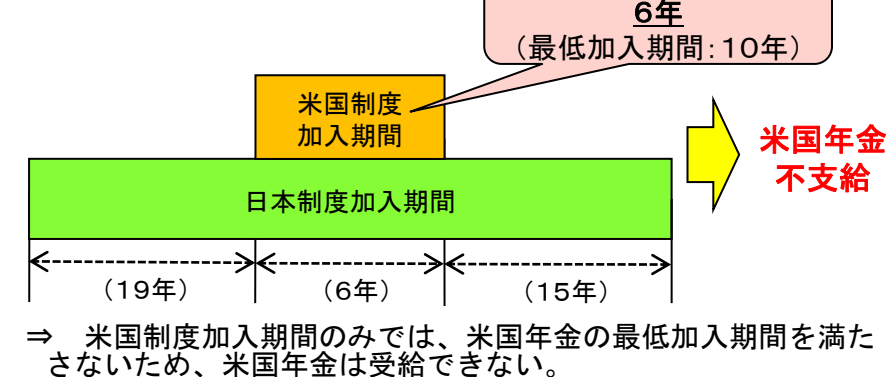 6年
（最低加入期間：10年）
米国制度
加入期間
米国年金
不支給
日本制度加入期間
（19年）
（6年）
（15年）
⇒　米国制度加入期間のみでは、米国年金の最低加入期間を満た
さないため、米国年金は受給できない。